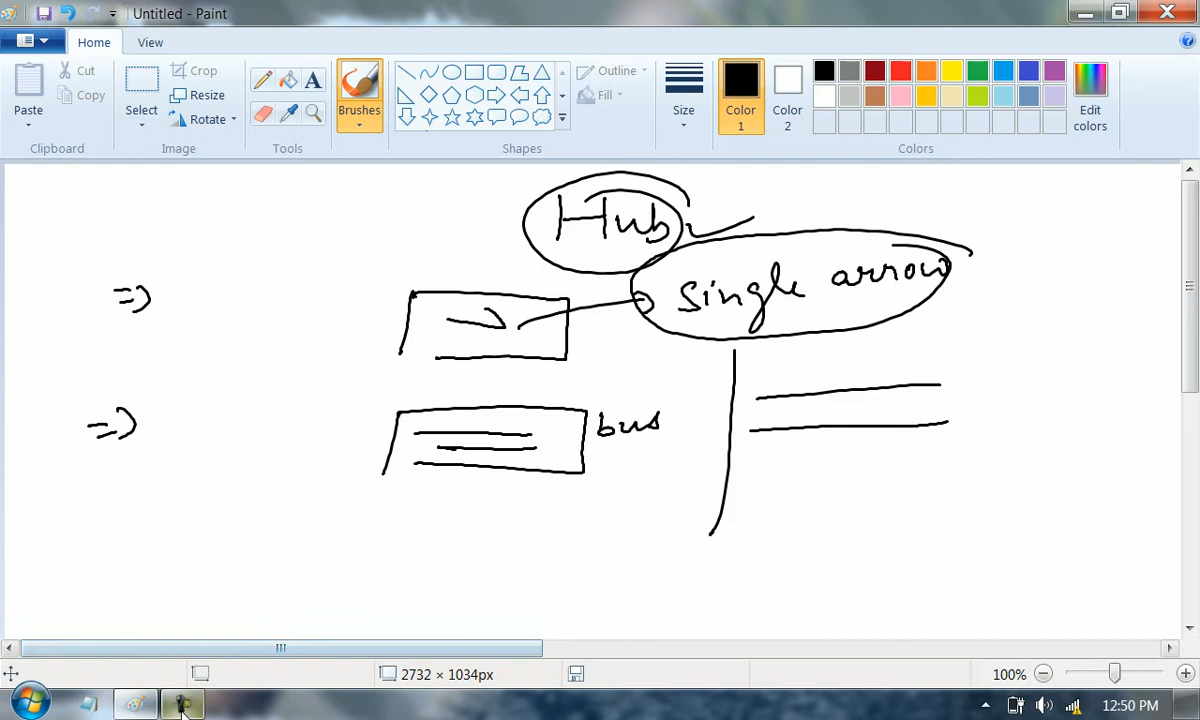 Untitled - Paint
Home View
Cut
Copy
Paste
Clipboard
Select
Crop
Resize
Rotate
Image
Tools
Brushes
Outline
Fill
Shapes
Size
Color 1
Color 2
Edit colors
Colors
Hub
single arrow
bus
2732 × 1034px
100%
12:50 PM